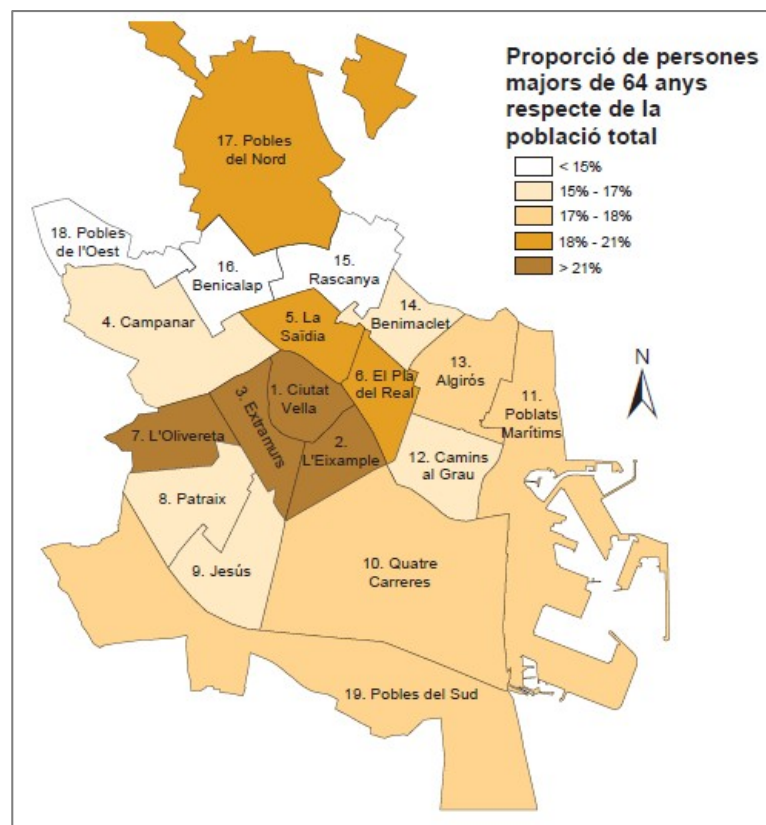 Proporció de persones
majors de 64 anys
respecte de la
població total
< 15%
15% - 17%
17% - 18%
18% - 21%
> 21%
17. Pobles
del Nord
18. Pobles
de l'Oest
16.
Benicalap
15.
Rascanya
4. Campanar
5. La
Saïdia
14.
Benimaclet
13.
Algirós
6. El Pla
del Real
11.
Poblats
Marítims
N
1. Ciutat
Vella
3. Extramurs
7. L'Olivereta
2.
L'Eixample
12. Camins
al Grau
8. Patraix
9. Jesús
10. Quatre
Carreres
19. Pobles del Sud